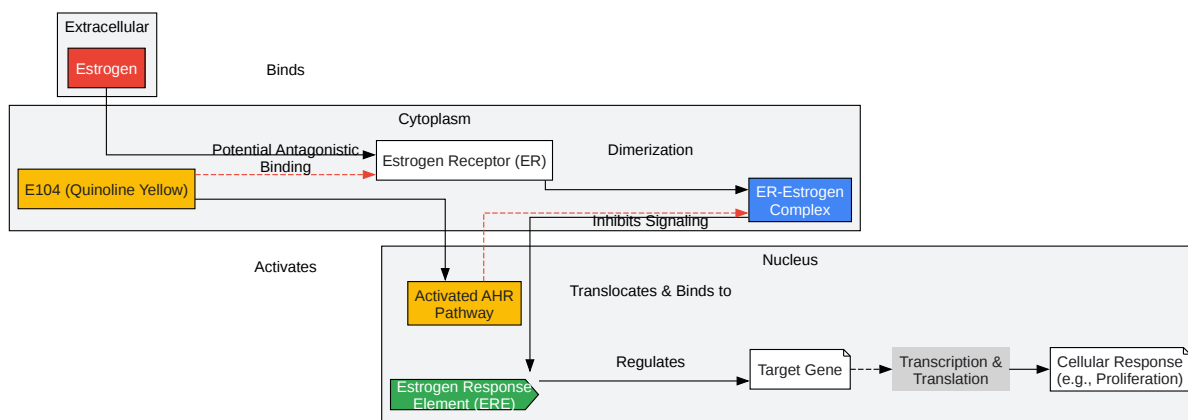 Extracellular
Estrogen
Binds
Cytoplasm
Potential Antagonistic
Binding
Estrogen Receptor (ER)
Dimerization
E104 (Quinoline Yellow)
ER-Estrogen
Complex
Inhibits Signaling
Activates
Nucleus
Activated AHR
Pathway
Translocates & Binds to
Regulates
Target Gene
Transcription &
Translation
Cellular Response
(e.g., Proliferation)
Estrogen Response
Element (ERE)